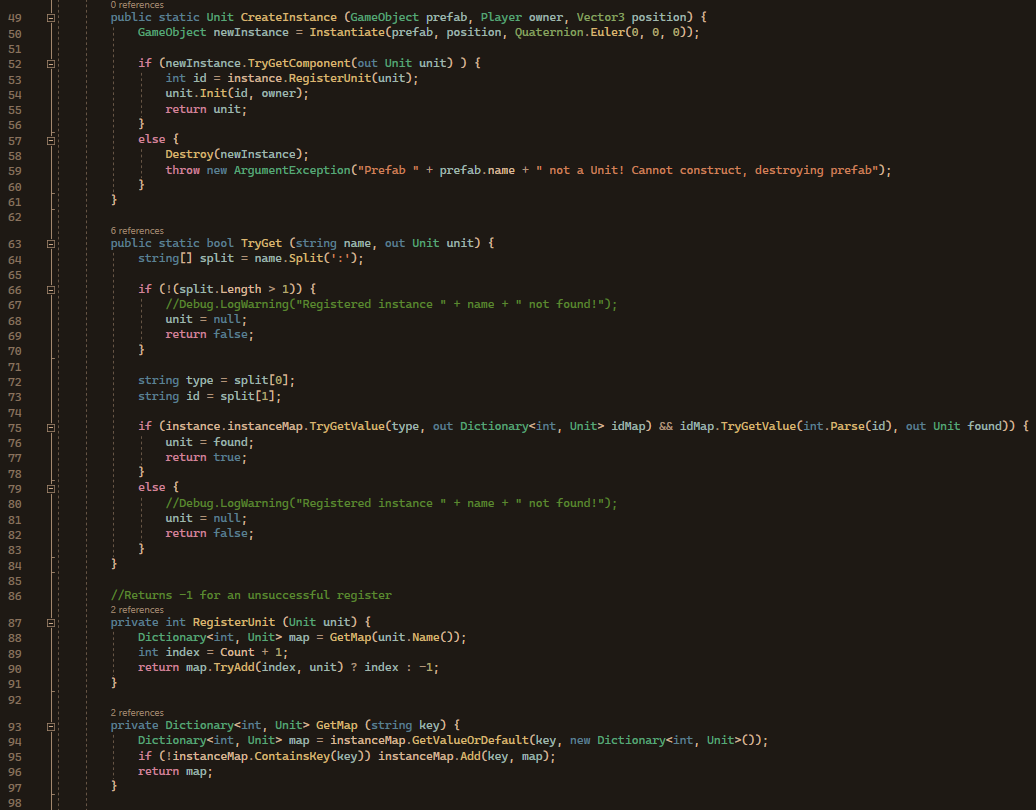 0 references
49 public static Unit CreateInstance (GameObject prefab, Player owner, Vector3 position) {
50 GameObject newInstance = Instantiate(prefab, position, Quaternion.Euler(0, 0, 0));
51
52 if (newInstance.TryGetComponent(out Unit unit) ) {
53 int id = instance.RegisterUnit(unit);
54 unit.Init(id, owner);
55 return unit;
56 }
57 else {
58 Destroy(newInstance);
59 throw new ArgumentException("Prefab " + prefab.name + " not a Unit! Cannot construct, destroying prefab");
60 }
61 }
62
6 references
63 public static bool TryGet (string name, out Unit unit) {
64 string[] split = name.Split(':');
65
66 if (!(split.Length > 1)) {
67 //Debug.LogWarning("Registered instance " + name + " not found!");
68 unit = null;
69 return false;
70 }
71
72 string type = split[0];
73 string id = split[1];
74
75 if (instance.instanceMap.TryGetValue(type, out Dictionary<int, Unit> idMap) && idMap.TryGetValue(int.Parse(id), out Unit found)) {
76 unit = found;
77 return true;
78 }
79 else {
80 //Debug.LogWarning("Registered instance " + name + " not found!");
81 unit = null;
82 return false;
83 }
84 }
85
86 //Returns -1 for an unsuccessful register
2 references
87 private int RegisterUnit (Unit unit) {
88 Dictionary<int, Unit> map = GetMap(unit.Name());
89 int index = Count + 1;
90 return map.TryAdd(index, unit) ? index : -1;
91 }
92
2 references
93 private Dictionary<int, Unit> GetMap (string key) {
94 Dictionary<int, Unit> map = instanceMap.GetValueOrDefault(key, new Dictionary<int, Unit>());
95 if (!instanceMap.ContainsKey(key)) instanceMap.Add(key, map);
96 return map;
97 }
98